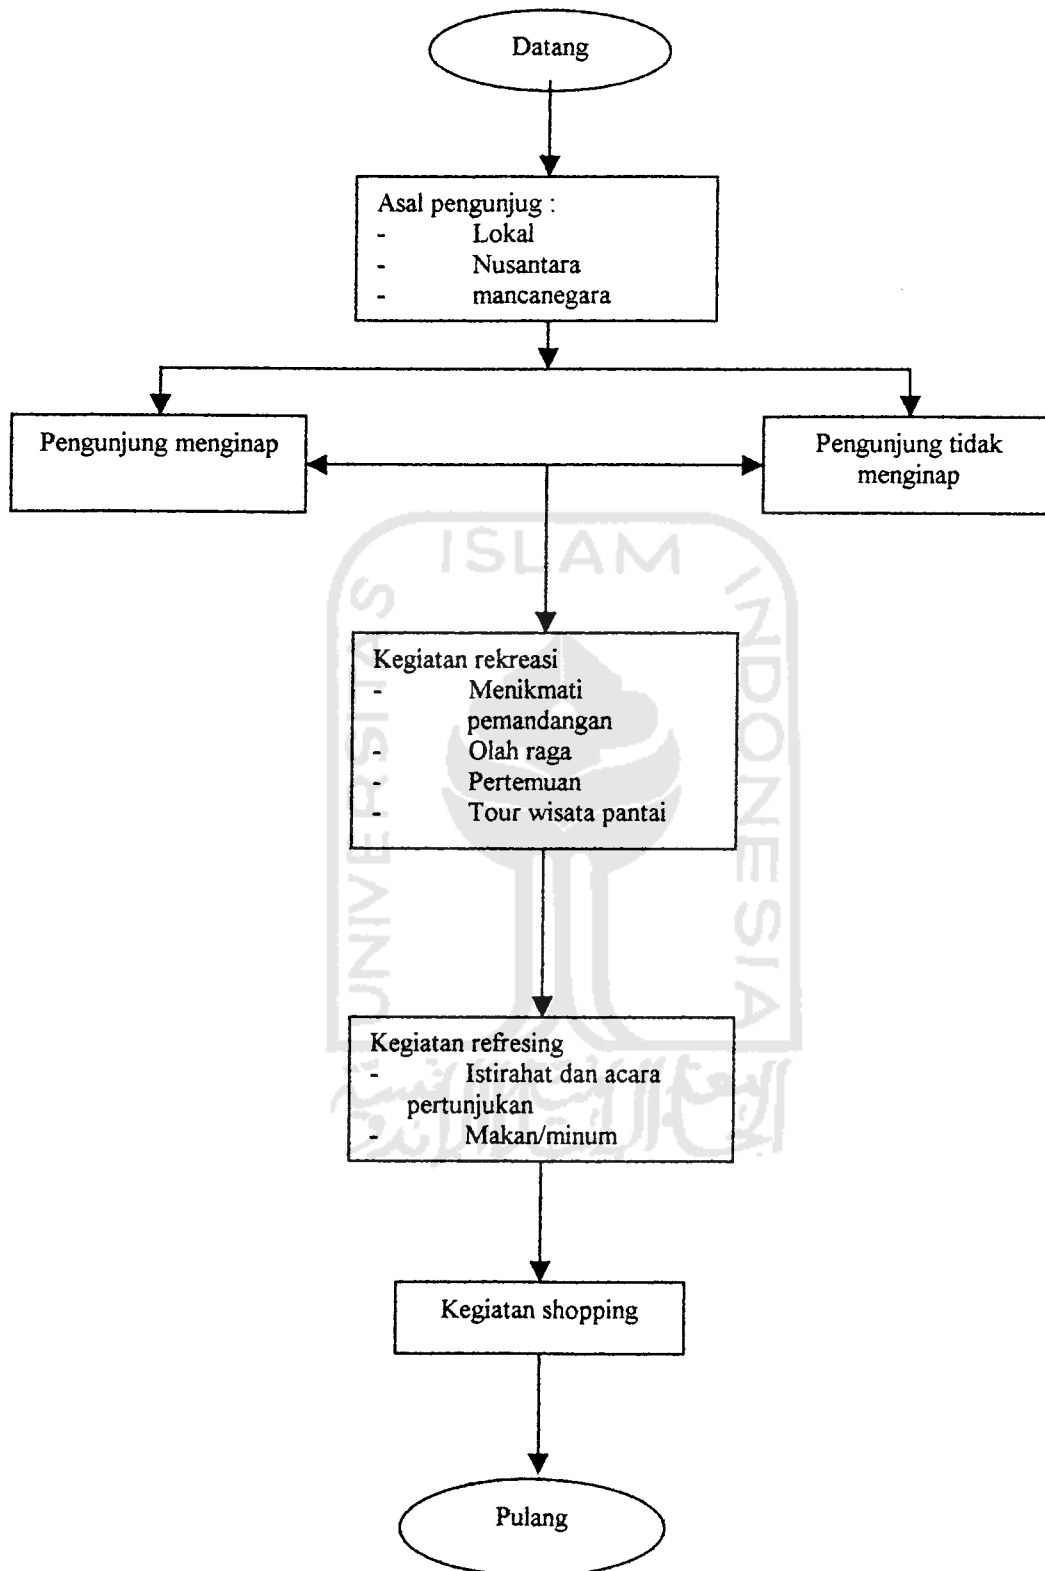 Datang
Asal pengunjug :
- Lokal
- Nusantara
- mancanegara
Pengunjung menginap
Pengunjung tidak
menginap
ISLAM
UNIVERSITAS
INDONESIA
Kegiatan rekreasi
- Menikmati
pemandangan
- Olah raga
- Pertemuan
- Tour wisata pantai
Kegiatan refresing
- Istirahat dan acara
pertunjukan
- Makan/minum
Kegiatan shopping
Pulang